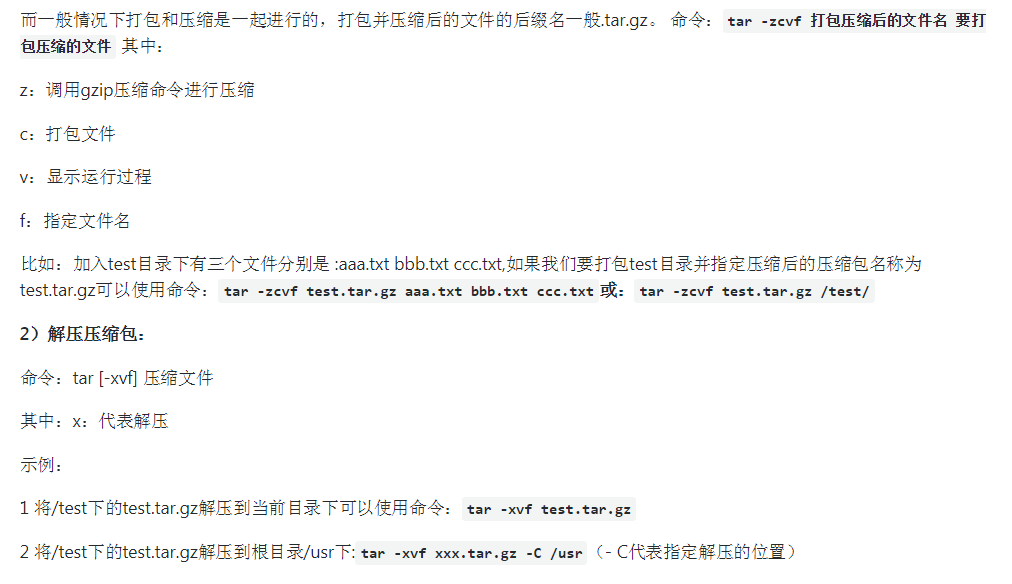 而一般情况下打包和压缩是一起进行的，打包并压缩后的文件的后缀名一般.tar.gz。 命令：tar -zcvf 打包压缩后的文件名 要打
包压缩的文件 其中：
z：调用gzip压缩命令进行压缩
c：打包文件
v：显示运行过程
f：指定文件名
比如：加入test目录下有三个文件分别是 :aaa.txt bbb.txt ccc.txt,如果我们要打包test目录并指定压缩后的压缩包名称为
test.tar.gz可以使用命令：tar -zcvf test.tar.gz aaa.txt bbb.txt ccc.txt 或：tar -zcvf test.tar.gz /test/
2）解压压缩包：
命令：tar [-xvf] 压缩文件
其中：x：代表解压
示例：
1 将/test下的test.tar.gz解压到当前目录下可以使用命令：tar -xvf test.tar.gz
2 将/test下的test.tar.gz解压到根目录/usr下:tar -xvf xxx.tar.gz -C /usr（- C代表指定解压的位置）